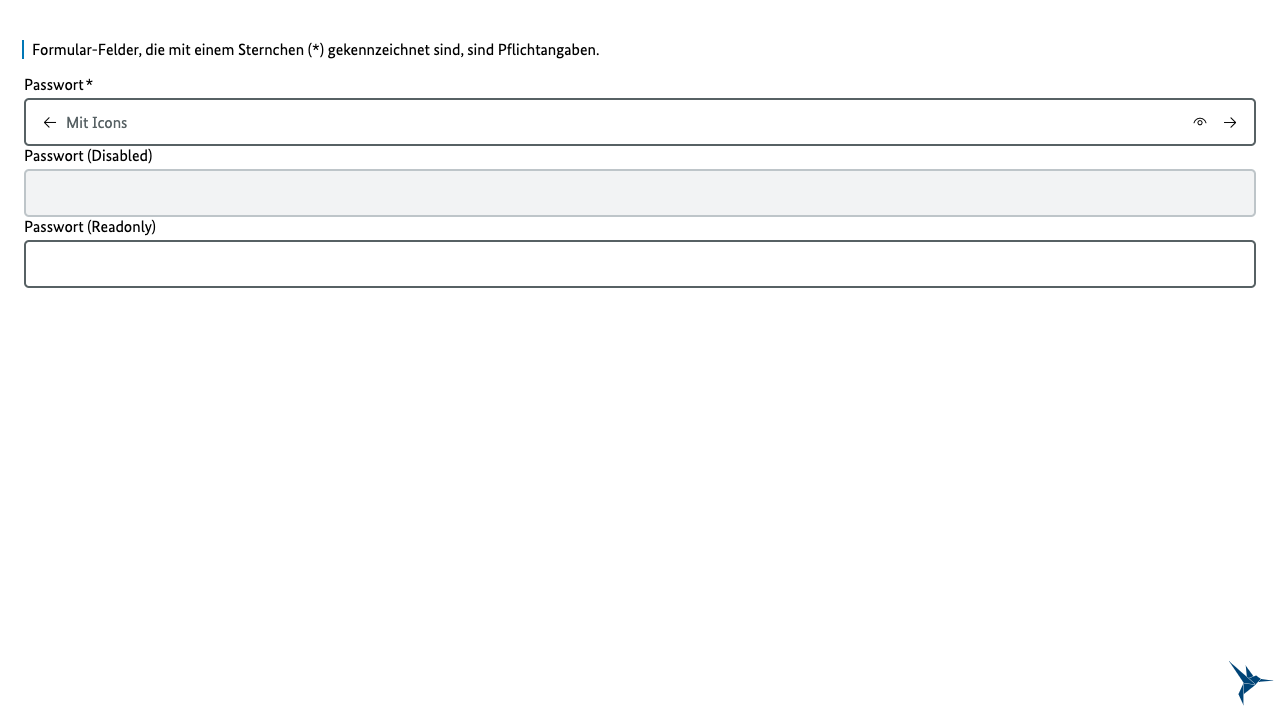 Formular-Felder, die mit einem Sternchen (*) gekennzeichnet sind, sind Pflichtangaben.
Passwort*
Mit Icons
Passwort (Disabled)
Passwort (Readonly)